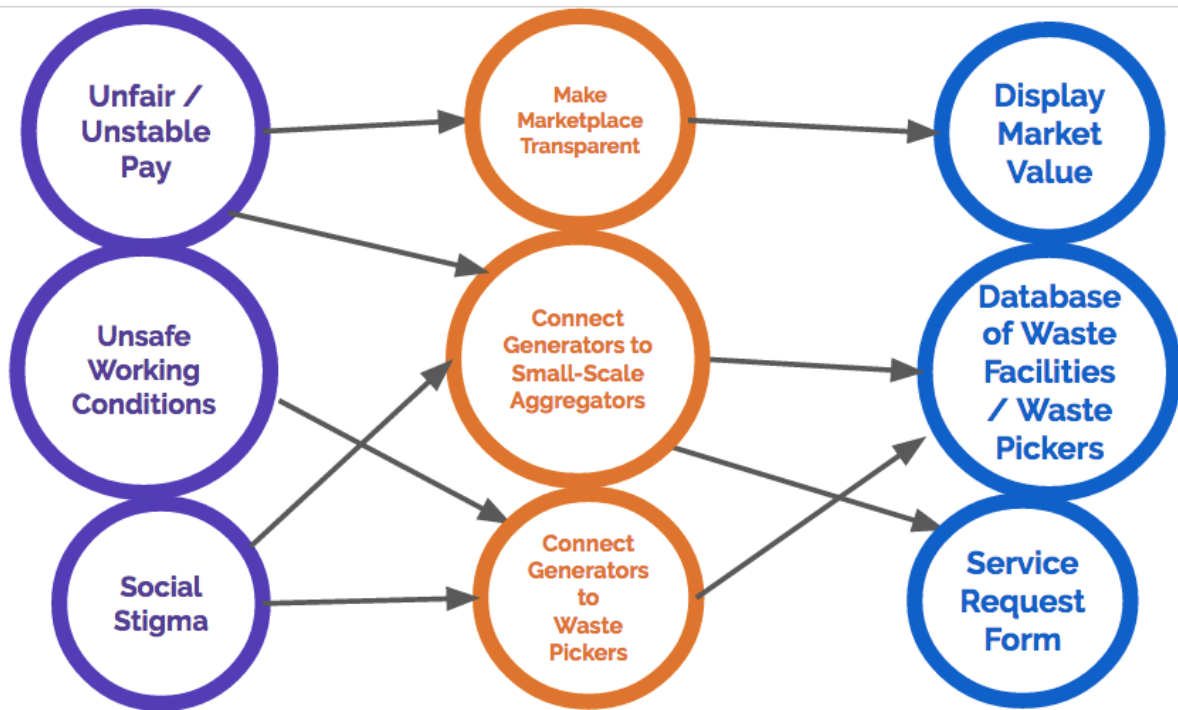 Unfair /
Unstable
Pay
Make
Marketplace
Transparent
Display
Market
Value
Unsafe
Working
Conditions
Connect
Generators to
Small-Scale
Aggregators
Database
of Waste
Facilities
/ Waste
Pickers
Social
Stigma
Connect
Generators
to
Waste
Pickers
Service
Request
Form